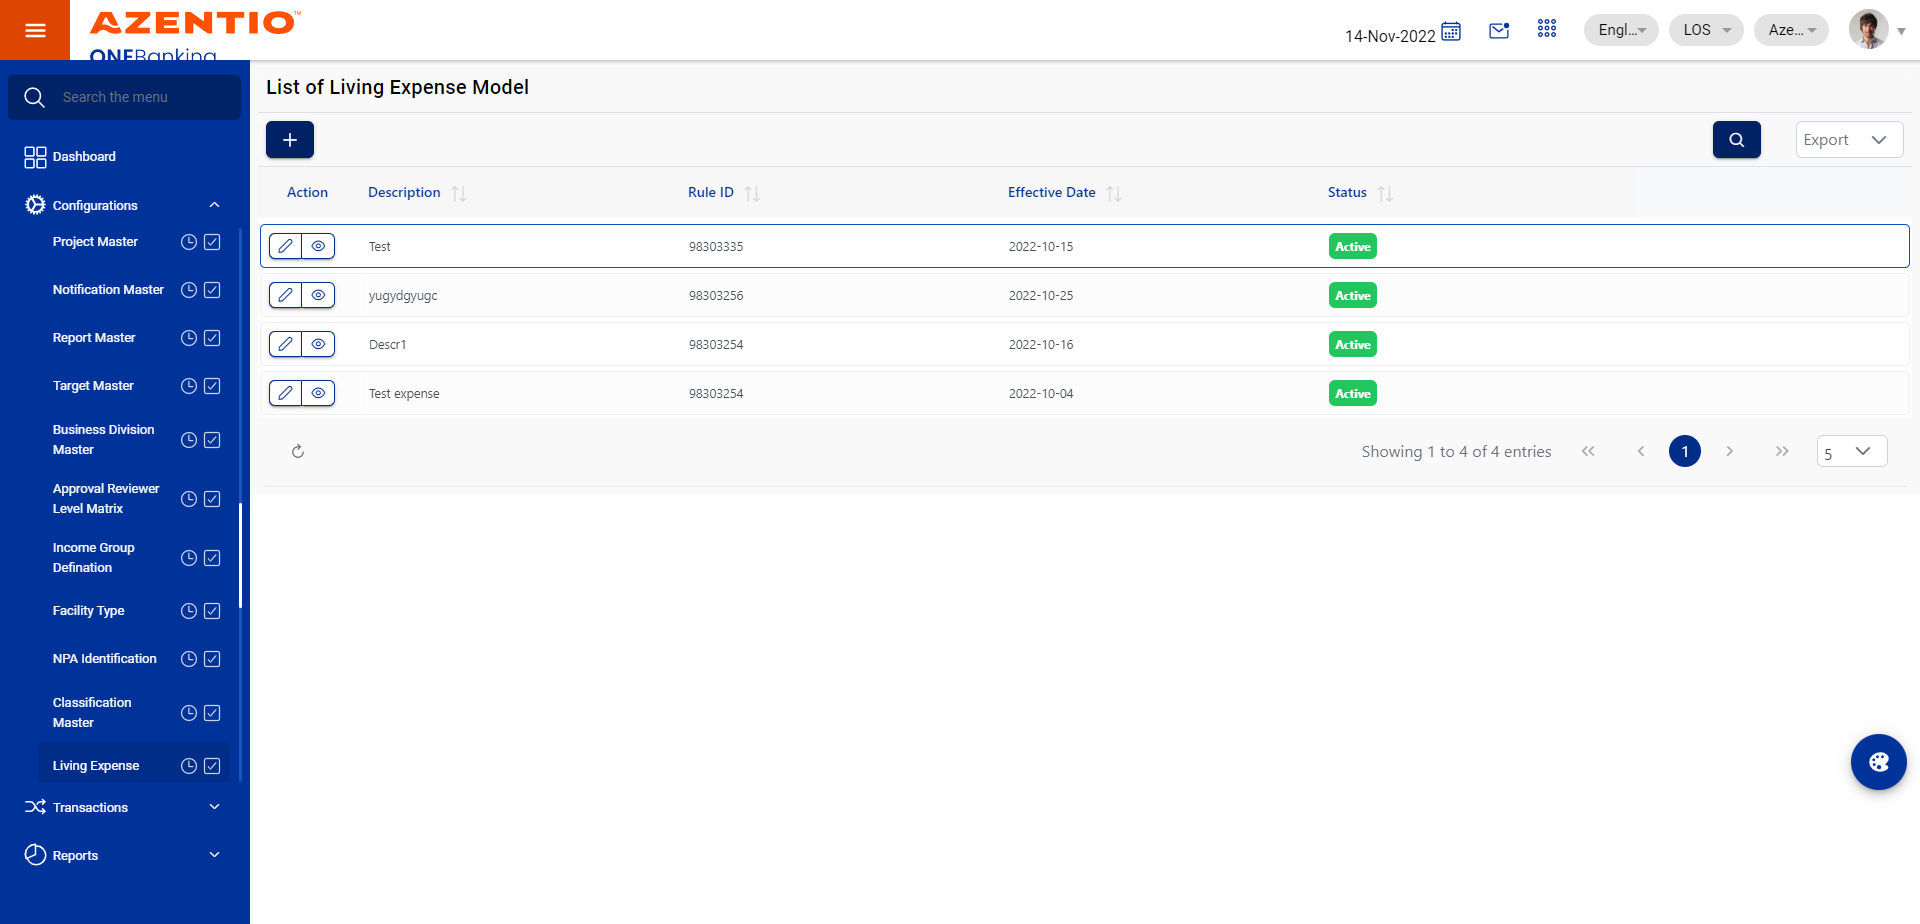 AZENTIO™
ONEBanking
14-Nov-2022
Engl...
LOS
Aze...
Search the menu
Dashboard
Configurations
Project Master
Notification Master
Report Master
Target Master
Business Division
Master
Approval Reviewer
Level Matrix
Income Group
Defination
Facility Type
NPA Identification
Classification
Master
Living Expense
Transactions
Reports
List of Living Expense Model
Export
Action Description Rule ID Effective Date Status
Test 98303335 2022-10-15 Active
yugydgyugc 98303256 2022-10-25 Active
Descr1 98303254 2022-10-16 Active
Test expense 98303254 2022-10-04 Active
Showing 1 to 4 of 4 entries 1 5